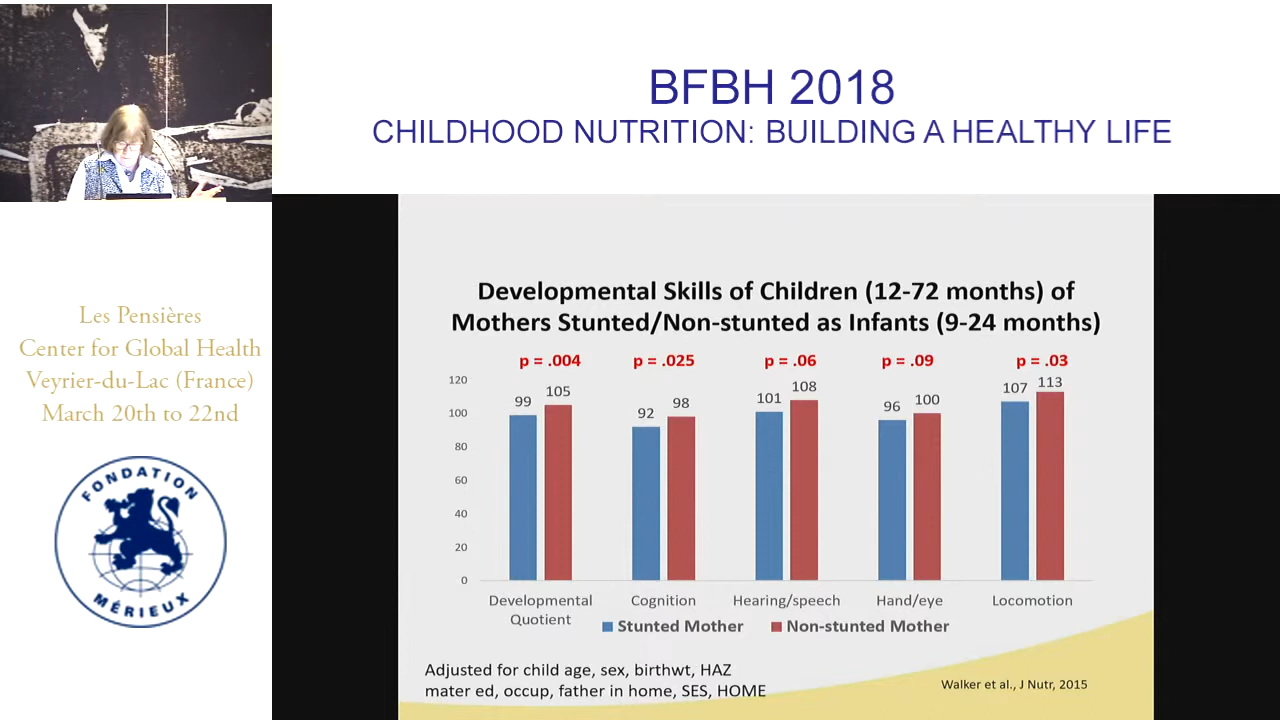 BFBH 2018
CHILDHOOD NUTRITION: BUILDING A HEALTHY LIFE
Les Pensières
Center for Global Health
Veyrier-du-Lac (France)
March 20th to 22nd
FONDATION
MÉRIEUX
Developmental Skills of Children (12-72 months) of
Mothers Stunted/Non-stunted as Infants (9-24 months)
p = .004 p = .025 p = .06 p = .09 p = .03
120
100
80
60
40
20
0
99 105 92 98 101 108 96 100 107 113
Developmental Cognition Hearing/speech Hand/eye Locomotion
Quotient
Stunted Mother Non-stunted Mother
Adjusted for child age, sex, birthwt, HAZ
mater ed, occup, father in home, SES, HOME
Walker et al., J Nutr, 2015